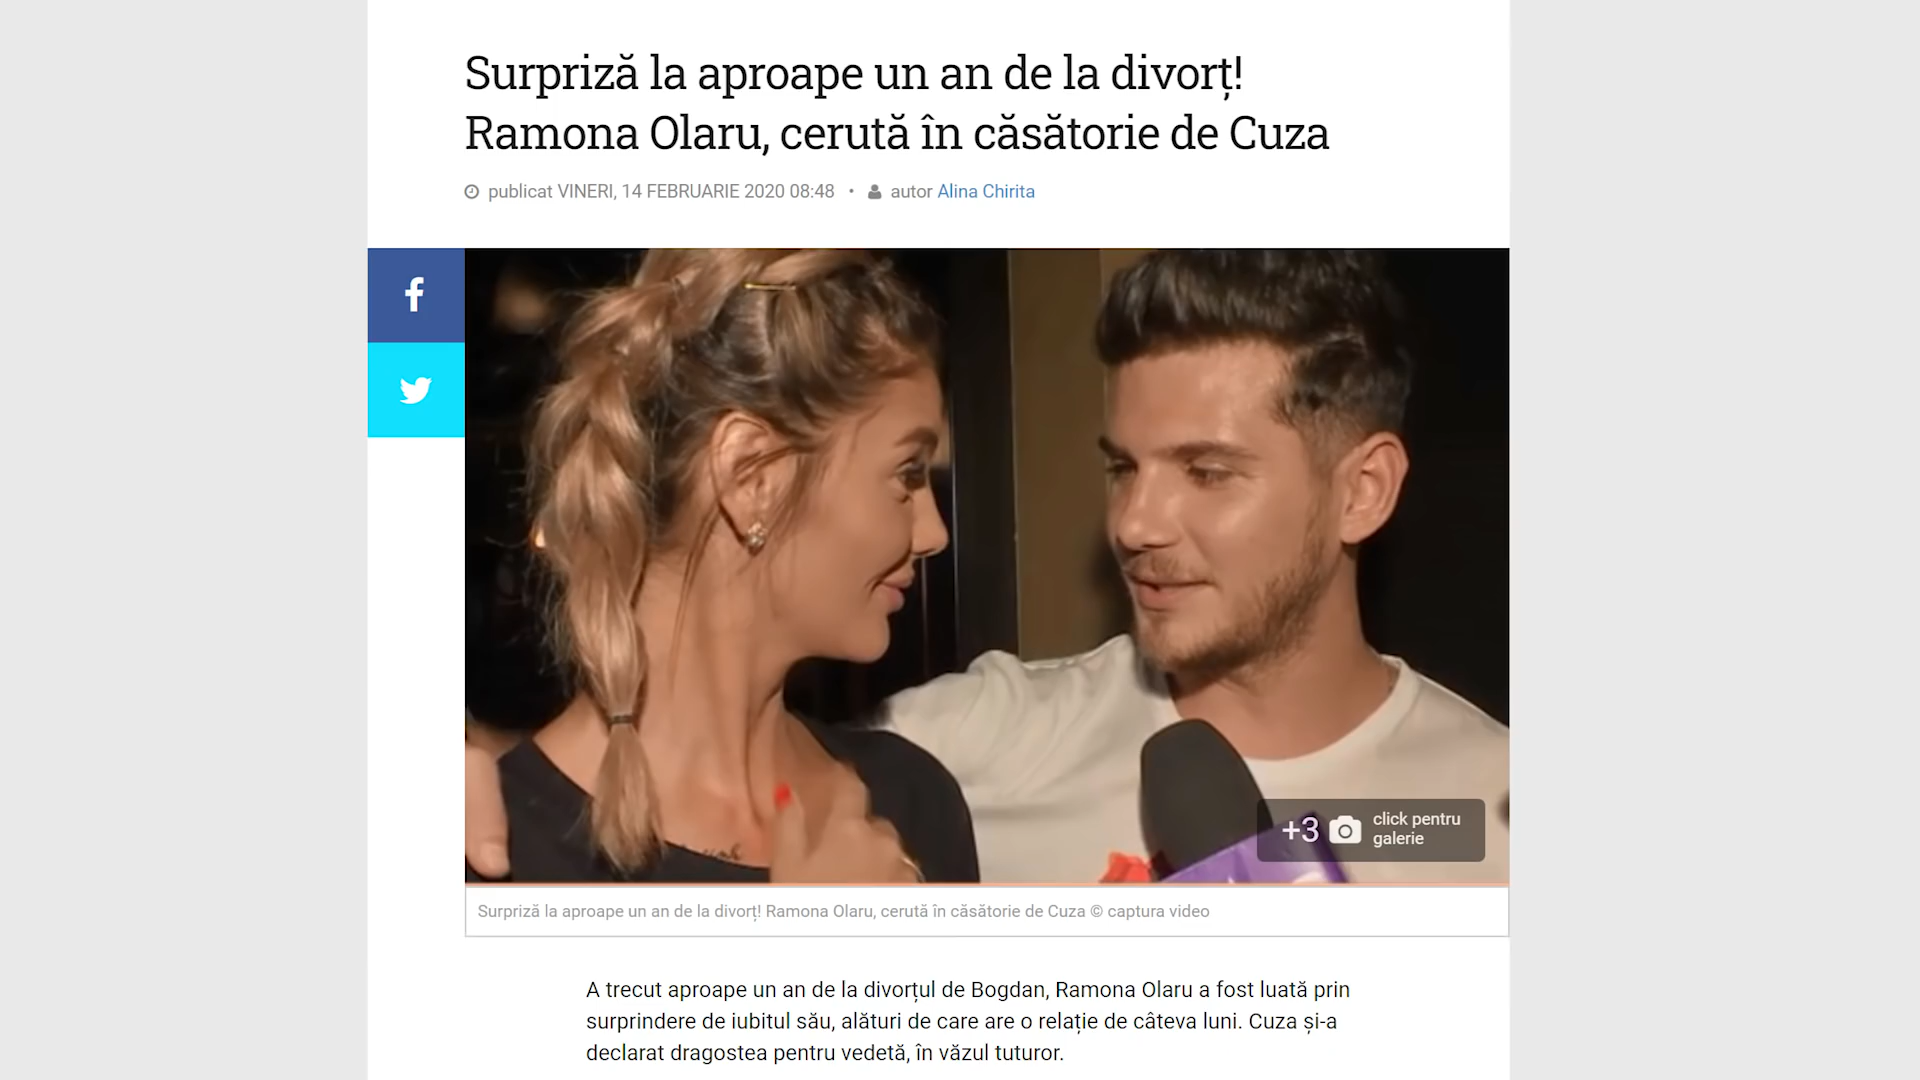 Surpriză la aproape un an de la divorț!
Ramona Olaru, cerută în căsătorie de Cuza
publicat VINERI, 14 FEBRUARIE 2020 08:48 • autor Alina Chirita
+3 click pentru
galerie
Surpriză la aproape un an de la divorț! Ramona Olaru, cerută în căsătorie de Cuza © captura video
A trecut aproape un an de la divorțul de Bogdan, Ramona Olaru a fost luată prin
surprindere de iubitul său, alături de care are o relație de câteva luni. Cuza și-a
declarat dragostea pentru vedetă, în văzul tuturor.